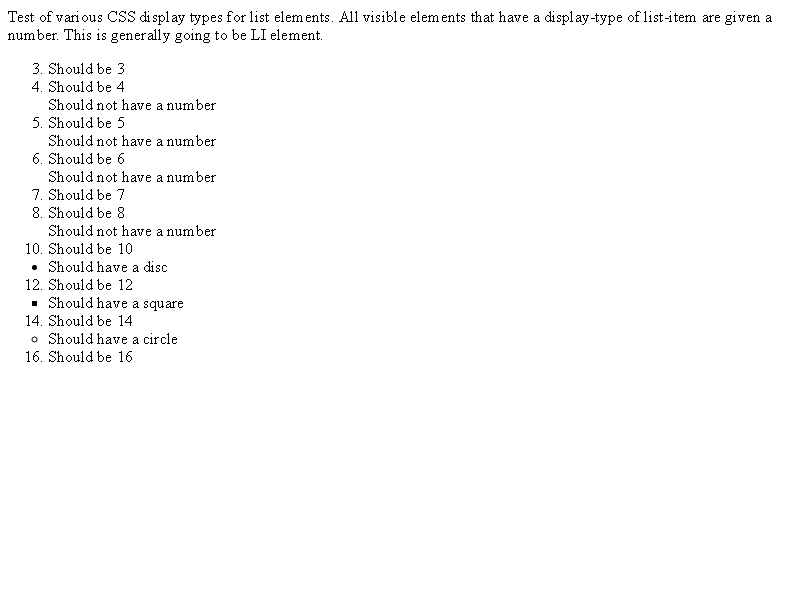 Test of various CSS display types for list elements. All visible elements that have a display-type of list-item are given a
number. This is generally going to be LI element.
3. Should be 3
4. Should be 4
Should not have a number
5. Should be 5
Should not have a number
6. Should be 6
Should not have a number
7. Should be 7
8. Should be 8
Should not have a number
10. Should be 10
• Should have a disc
12. Should be 12
▪ Should have a square
14. Should be 14
◦ Should have a circle
16. Should be 16